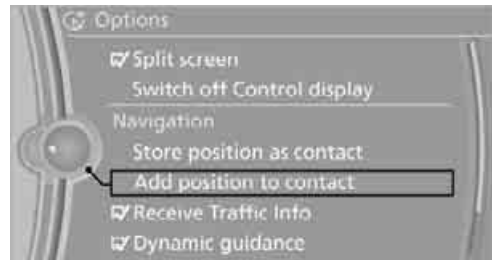 Options
Split screen
Switch off Control display
Navigation
Store position as contact
Add position to contact
Receive Traffic Info
Dynamic guidance